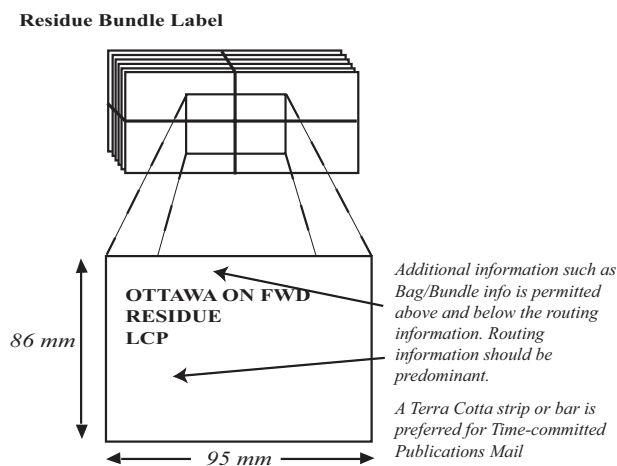 Residue Bundle Label
OTTAWA ON FWD
RESIDUE
LCP
86 mm
95 mm
Additional information such as
Bag/Bundle info is permitted
above and below the routing
information. Routing
information should be
predominant.
A Terra Cotta strip or bar is
preferred for Time-committed
Publications Mail